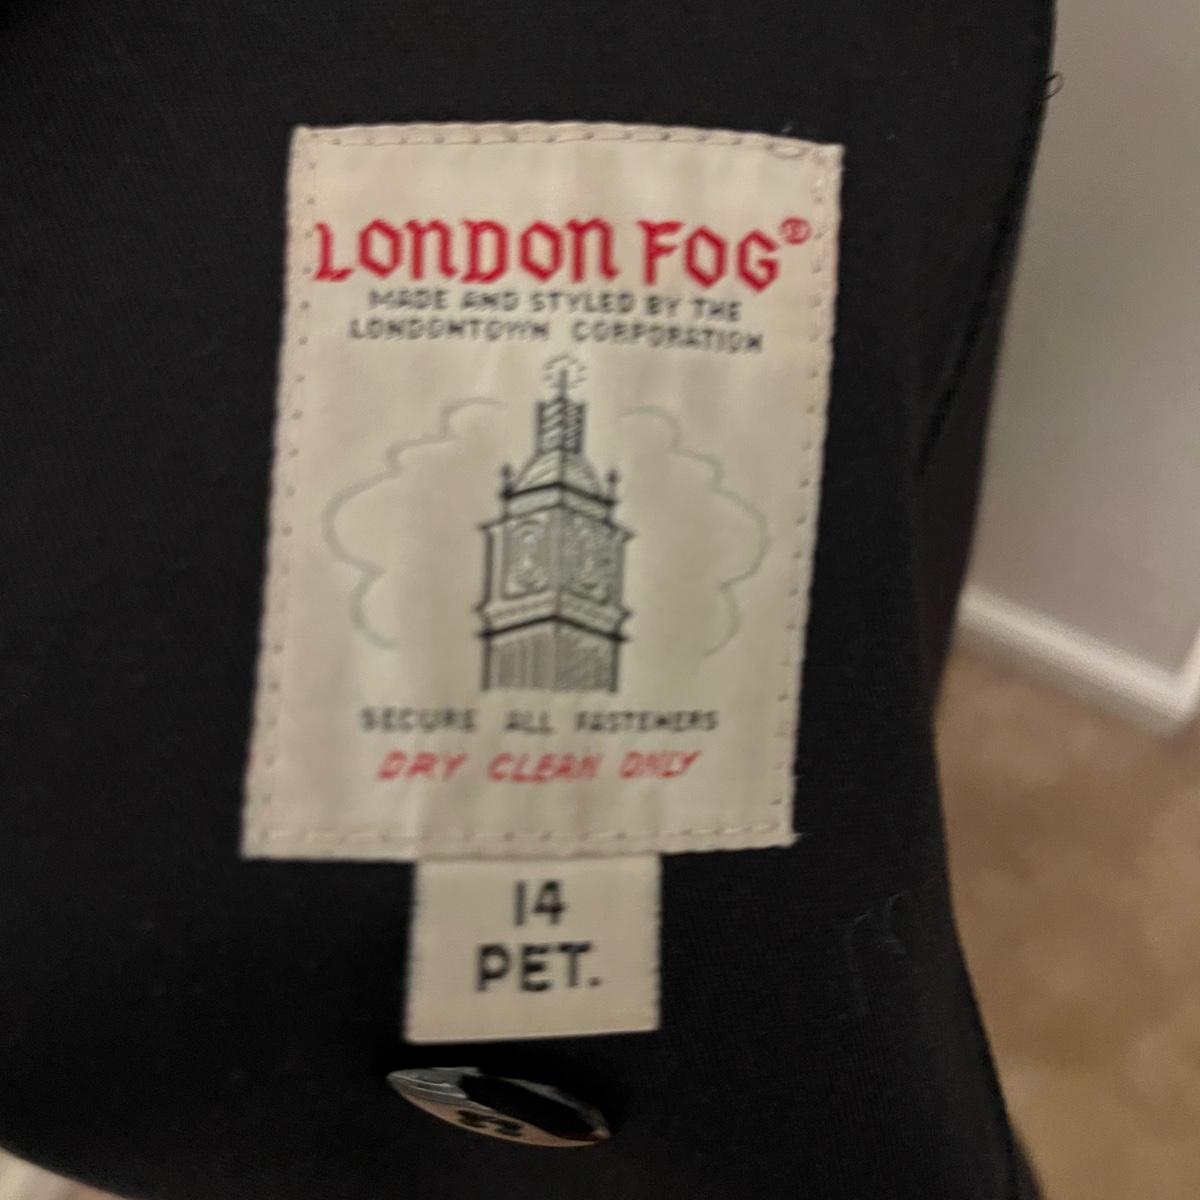 LONDON FOG®
MADE AND STYLED BY THE
LONDONTOWN CORPORATION
SECURE ALL FASTENERS
DRY CLEAN ONLY
14
PET.